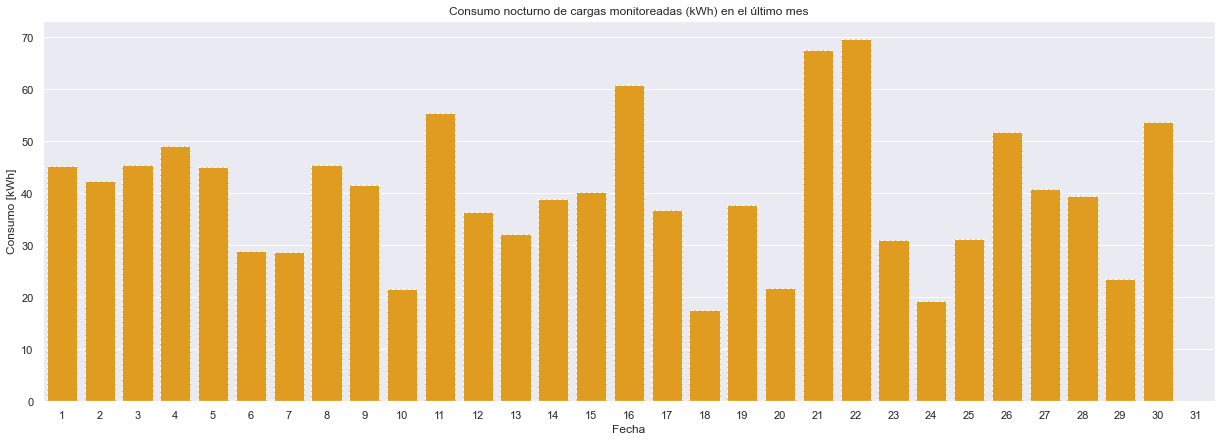 Consumo nocturno de cargas monitoreadas (kWh) en el último mes
Consumo [kWh]
70
60
50
40
30
20
10
0
1 2 3 4 5 6 7 8 9 10 11 12 13 14 15 16 17 18 19 20 21 22 23 24 25 26 27 28 29 30 31
Fecha